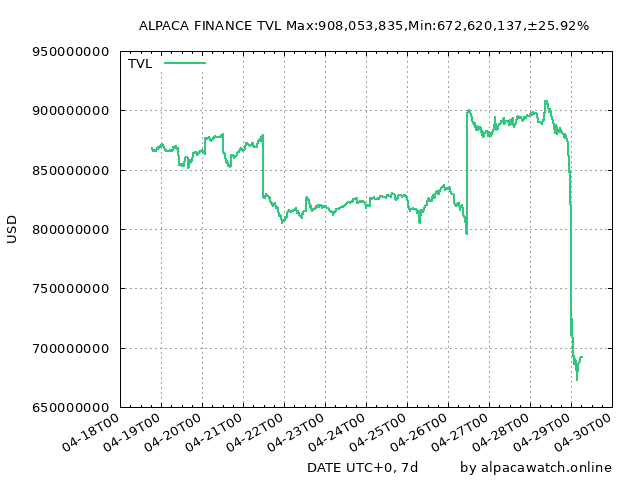 ALPACA FINANCE TVL Max:908,053,835,Min:672,620,137,±25.92%
TVL
950000000
900000000
850000000
800000000
750000000
700000000
650000000
USD
04-18T00
04-19T00
04-20T00
04-21T00
04-22T00
04-23T00
04-24T00
04-25T00
04-26T00
04-27T00
04-28T00
04-29T00
04-30T00
DATE UTC+0, 7d
by alpacawatch.online